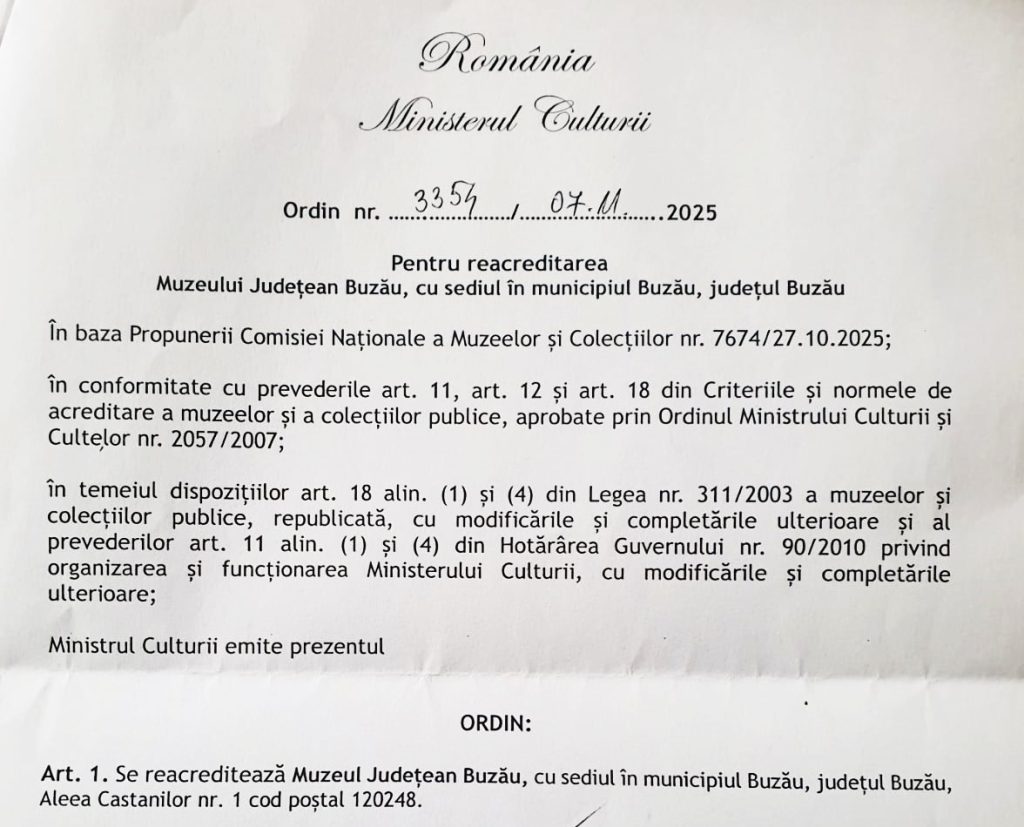 România
Ministerul Culturii
Ordin nr. ....3354..../....07.11.......2025
Pentru reacreditarea
Muzeului Județean Buzău, cu sediul în municipiul Buzău, județul Buzău
În baza Propunerii Comisiei Naționale a Muzeelor și Colecțiilor nr. 7674/27.10.2025;
în conformitate cu prevederile art. 11, art. 12 și art. 18 din Criteriile și normele de
acreditare a muzeelor și a colecțiilor publice, aprobate prin Ordinul Ministrului Culturii și
Cultelor nr. 2057/2007;
în temeiul dispozițiilor art. 18 alin. (1) și (4) din Legea nr. 311/2003 a muzeelor și
colecțiilor publice, republicată, cu modificările și completările ulterioare și al
prevederilor art. 11 alin. (1) și (4) din Hotărârea Guvernului nr. 90/2010 privind
organizarea și funcționarea Ministerului Culturii, cu modificările și completările
ulterioare;
Ministrul Culturii emite prezentul
ORDIN:
Art. 1. Se reacreditează Muzeul Județean Buzău, cu sediul în municipiul Buzău, județul Buzău,
Aleea Castanilor nr. 1 cod poștal 120248.